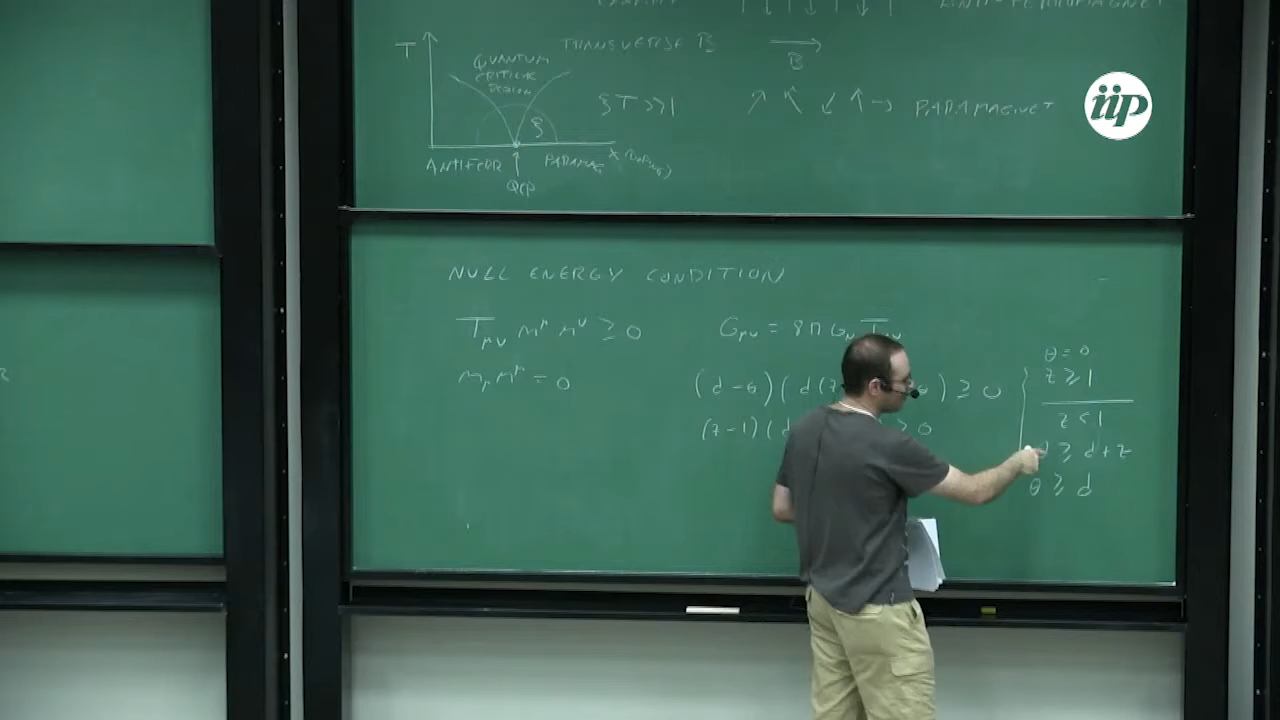 T
QUANTUM
CRITICAL
REGION
TRANSVERSE B
B
ξT >> 1
→ PARAMAGNET
ANTIFER
PARAMAG
QCP
iip
NULL ENERGY CONDITION
T_μν n^μ n^ν ≥ 0
G_μν = 8π G_N T_μν
n_μ n^μ = 0
(d-θ)(d(z
) ≥ 0
(z-1)(d
≥ 0
θ = 0
z ≥ 1
z < 1
θ ≥ d+z
θ ≥ d